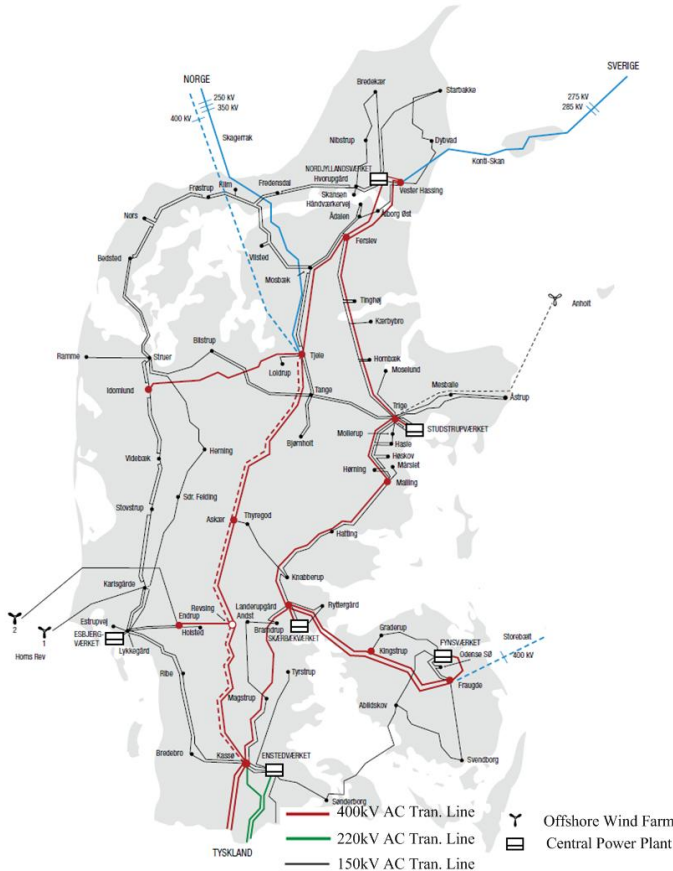 NORGE
SVERIGE
250 kV
350 kV
400 kV
Skagerrak
275 kV
285 kV
Konti-Skan
Bredekær
Starbakke
Nibstrup
Dybvad
NORDJYLLANDSVÆRKET
Hvorupgård
Vester Hassing
Skansen
Håndværkervej
Ådalen
Ålborg Øst
Ferslev
Frøstrup
Klim
Fredensdal
Nors
Vilsted
Bedsted
Mosbæk
Tinghøj
Kærbybro
Anholt
Bilstrup
Ramme
Struer
Tjele
Loldrup
Hornbæk
Moselund
Idomlund
Tange
Mesballe
Åstrup
Trige
STUDSTRUPVÆRKET
Bjørnholt
Mollerup
Hasle
Høskov
Herning
Videbæk
Hørning
Mårslet
Malling
Sdr. Felding
Stovstrup
Askær
Thyregod
Hatting
Karlsgårde
Knabberup
2
1
Horns Rev
Estrupvej
ESBJERG-
VÆRKET
Lykkegård
Endrup
Holsted
Revsing
Landerupgård
Andst
Bramdrup
Ryttergård
SKÆRBÆKVÆRKET
Graderup
Kingstrup
FYNSVÆRKET
Odense SØ
Fraugde
Storebælt
400 kV
Ribe
Magstrup
Tyrstrup
Abildskov
Svendborg
Bredebro
Kassø
ENSTEDVÆRKET
Sønderborg
TYSKLAND
400kV AC Tran. Line
220kV AC Tran. Line
150kV AC Tran. Line
Offshore Wind Farm
Central Power Plant